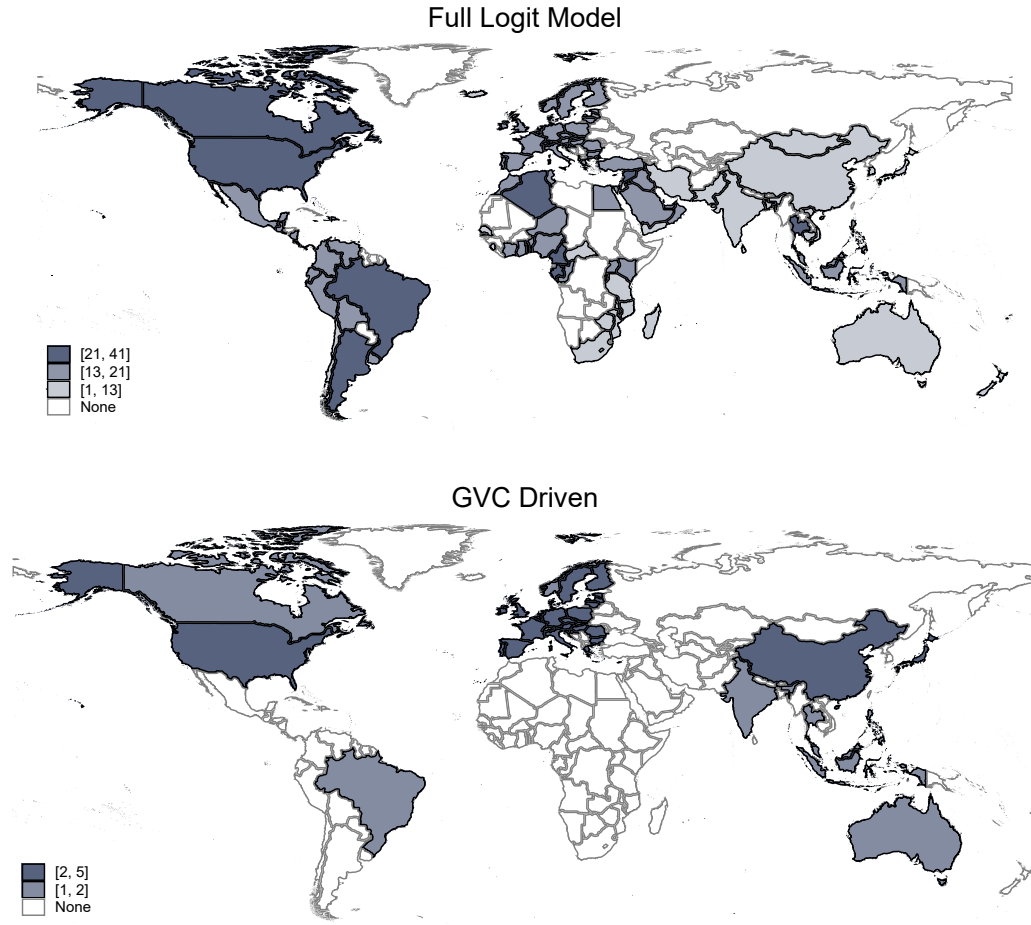 Full Logit Model
[21, 41]
[13, 21]
[1, 13]
None
GVC Driven
[2, 5]
[1, 2]
None